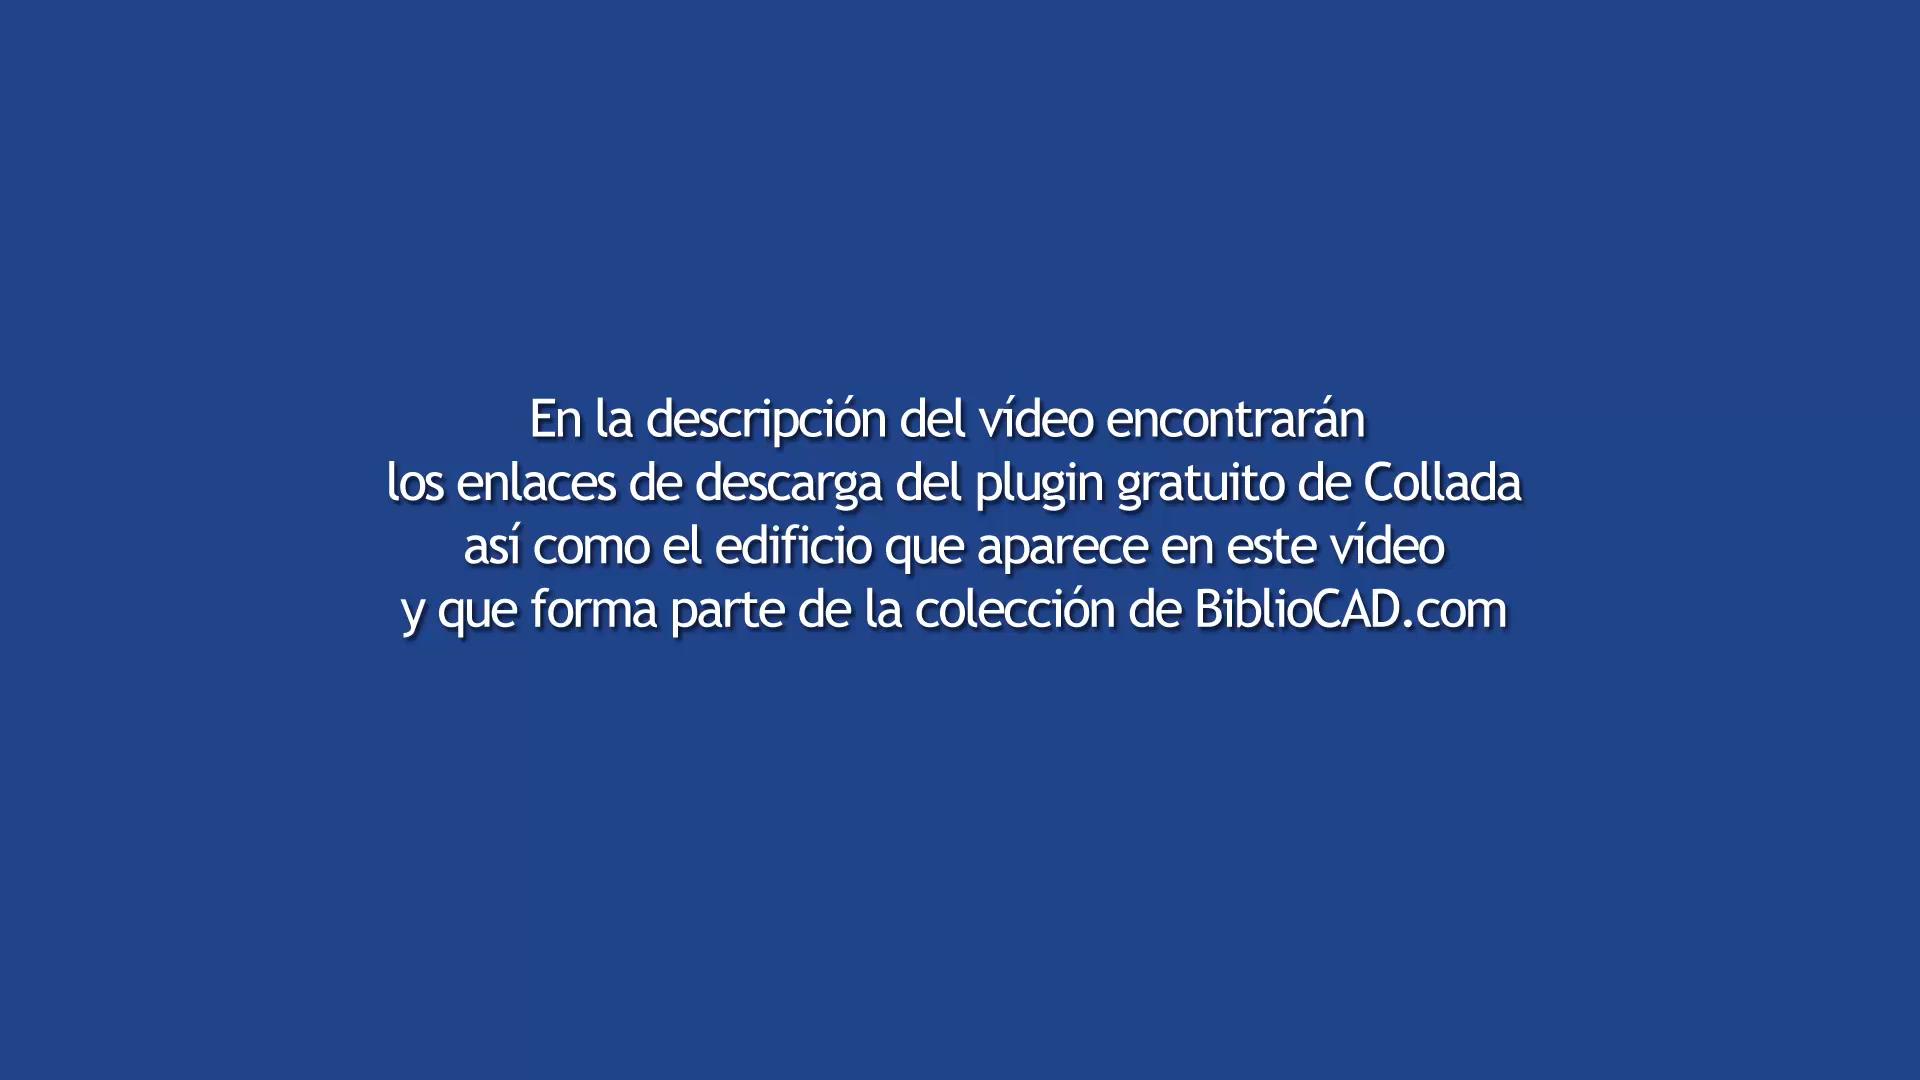 En la descripción del vídeo encontrarán
los enlaces de descarga del plugin gratuito de Collada
así como el edificio que aparece en este vídeo
y que forma parte de la colección de BiblioCAD.com